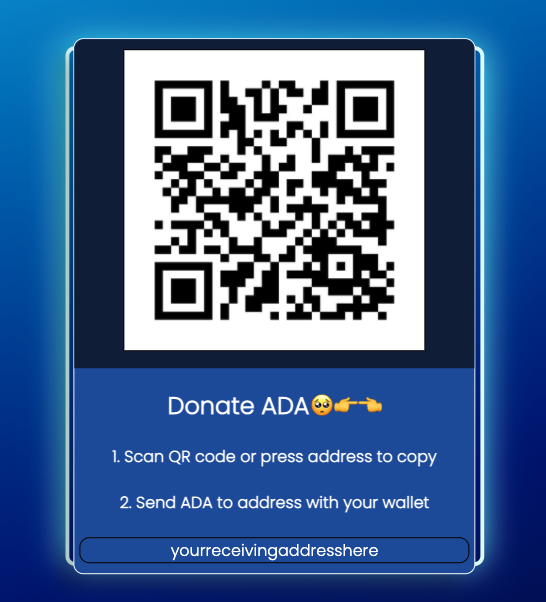 Donate ADA🥺👉👈
1. Scan QR code or press address to copy
2. Send ADA to address with your wallet
yourreceivingaddresshere